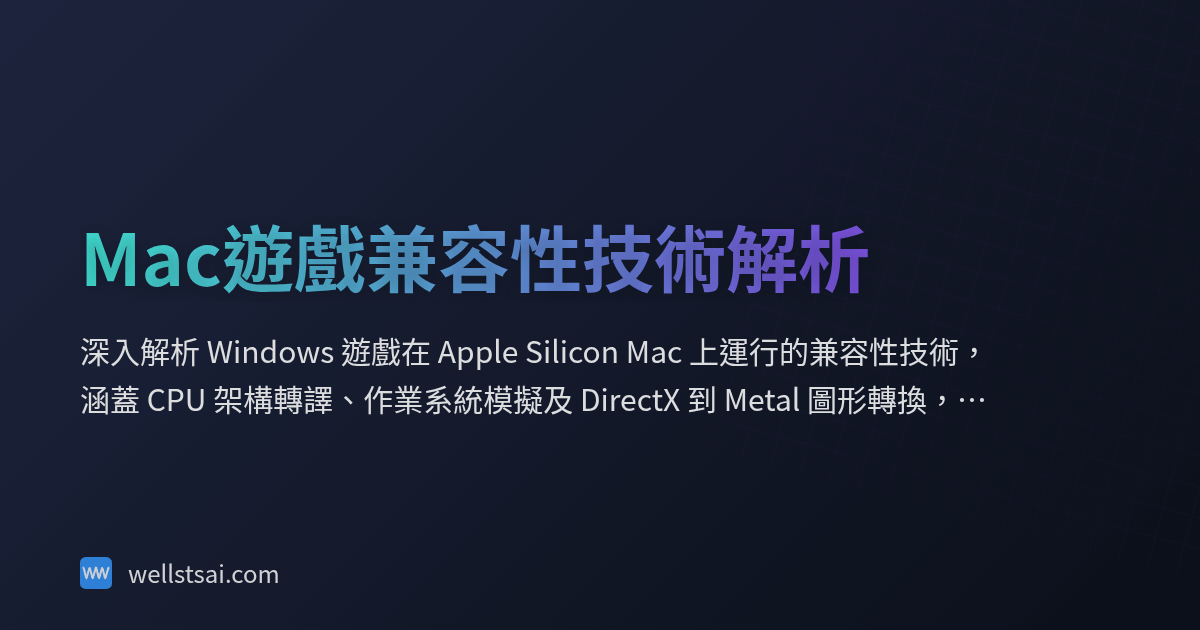 Mac遊戲兼容性技術解析
深入解析 Windows 遊戲在 Apple Silicon Mac 上運行的兼容性技術，
涵蓋 CPU 架構轉譯、作業系統模擬及 DirectX 到 Metal 圖形轉換，…
wellstsai.com